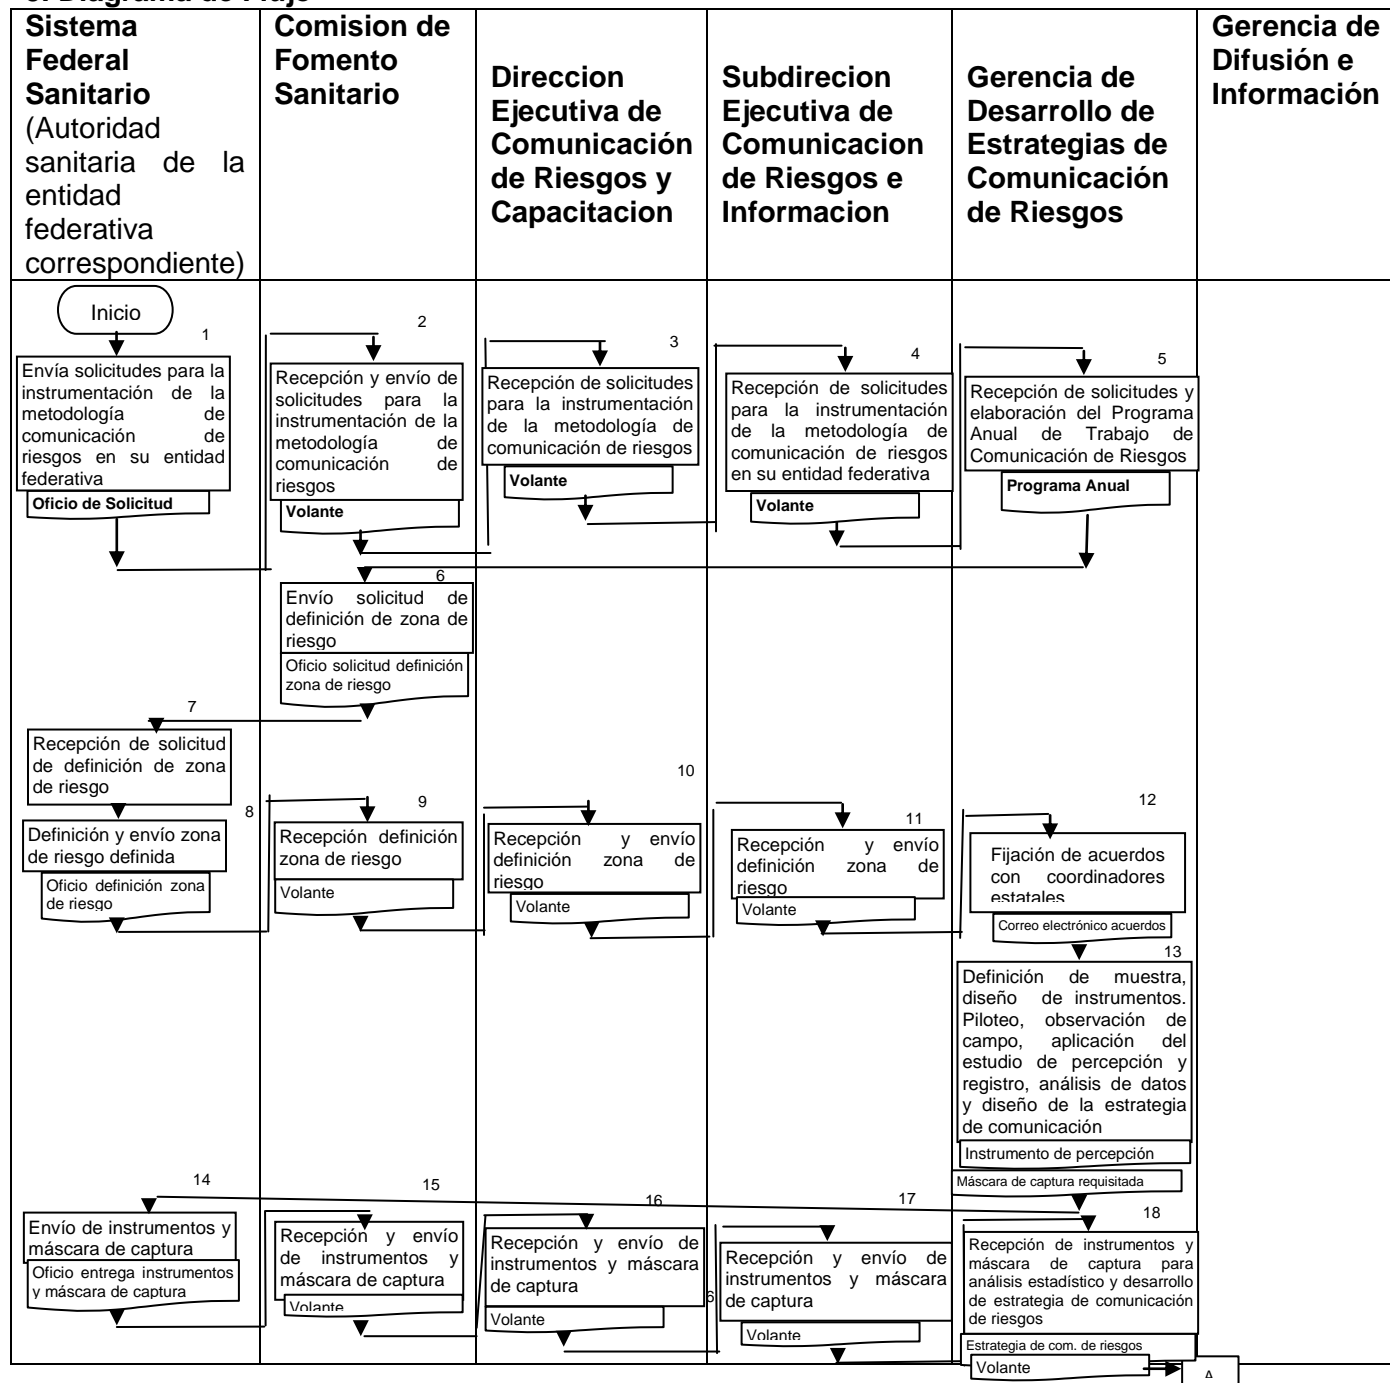 Sistema
Federal
Sanitario
(Autoridad
sanitaria de la
entidad
federativa
correspondiente)
Comision de
Fomento
Sanitario
Direccion
Ejecutiva de
Comunicación
de Riesgos y
Capacitacion
Subdirecion
Ejecutiva de
Comunicacion
de Riesgos e
Informacion
Gerencia de
Desarrollo de
Estrategias de
Comunicación
de Riesgos
Gerencia de
Difusión e
Información
Inicio
1
Envía solicitudes para la
instrumentación de la
metodología de
comunicación de
riesgos en su entidad
federativa
Oficio de Solicitud
2
Recepción y envío de
solicitudes para la
instrumentación de la
metodología de
comunicación de
riesgos
Volante
3
Recepción de solicitudes
para la instrumentación
de la metodología de
comunicación de riesgos
Volante
4
Recepción de solicitudes
para la instrumentación
de la metodología de
comunicación de riesgos
en su entidad federativa
Volante
5
Recepción de solicitudes y
elaboración del Programa
Anual de Trabajo de
Comunicación de Riesgos
Programa Anual
6
Envío solicitud de
definición de zona de
riesgo
Oficio solicitud definición
zona de riesgo
7
Recepción de solicitud
de definición de zona
de riesgo
8
Definición y envío zona
de riesgo definida
Oficio definición zona
de riesgo
9
Recepción definición
zona de riesgo
Volante
10
Recepción y envío
definición zona de
riesgo
Volante
11
Recepción y envío
definición zona de
riesgo
Volante
12
Fijación de acuerdos
con coordinadores
estatales
Correo electrónico acuerdos
13
Definición de muestra,
diseño de instrumentos.
Piloteo, observación de
campo, aplicación del
estudio de percepción y
registro, análisis de datos
y diseño de la estrategia
de comunicación
Instrumento de percepción
Máscara de captura requisitada
14
Envío de instrumentos y
máscara de captura
Oficio entrega instrumentos
y máscara de captura
15
Recepción y envío
de instrumentos y
máscara de captura
Volante
16
Recepción y envío de
instrumentos y máscara
de captura
Volante
6
17
Recepción y envío de
instrumentos y máscara
de captura
Volante
18
Recepción de instrumentos y
máscara de captura para
análisis estadístico y desarrollo
de estrategia de comunicación
de riesgos
Estrategia de com. de riesgos
Volante
A